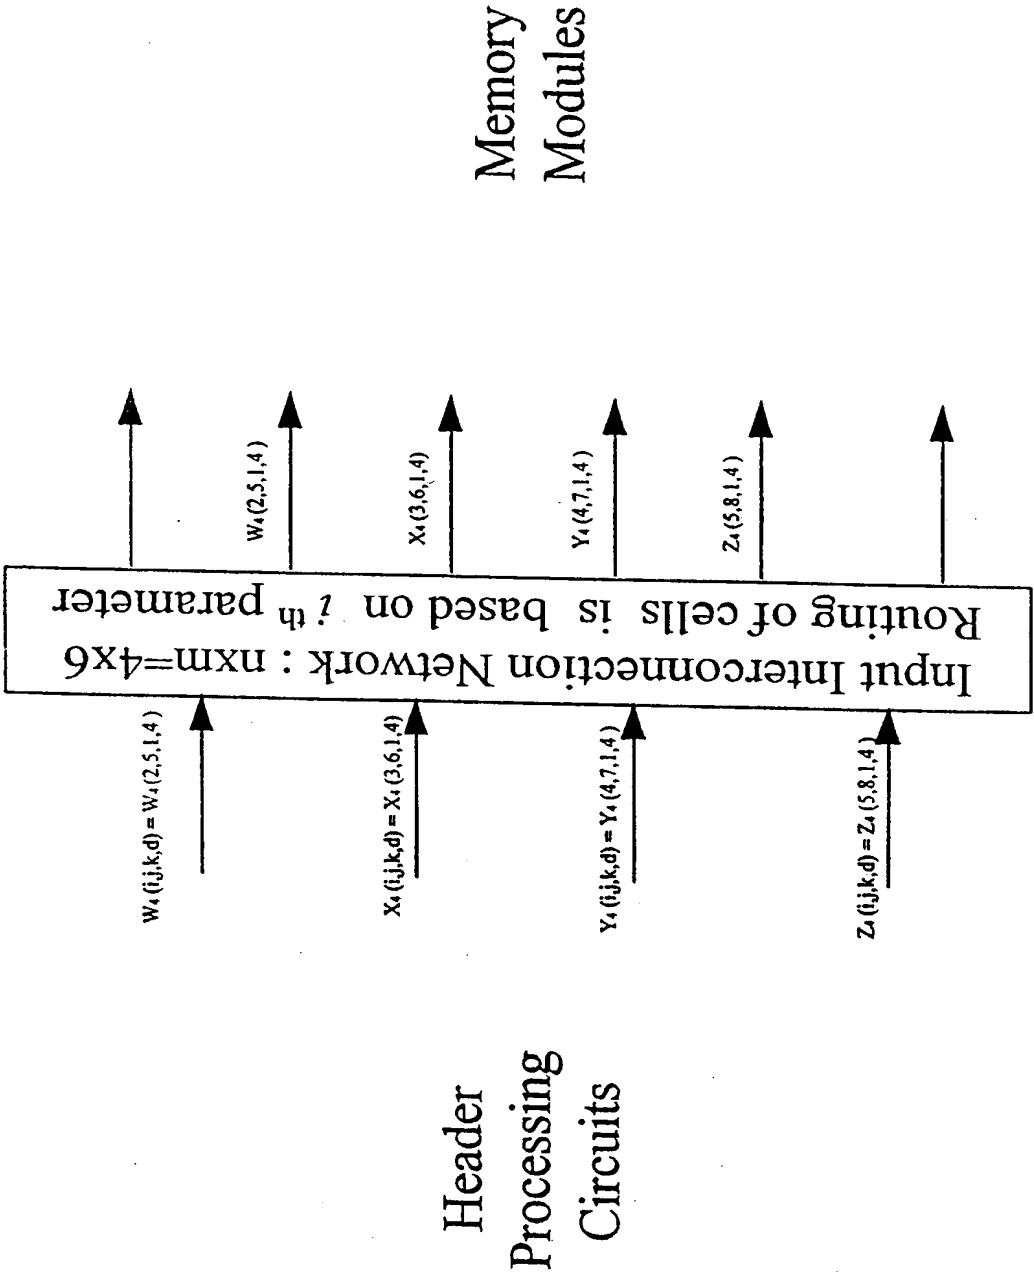 Header
Processing
Circuits
W4 (i,j,k,d) = W4 (2,5,1,4 )
X4 (i,j,k,d) = X4 (3,6,1,4)
Y4 (i,j,k,d) = Y4 (4,7,1,4 )
Z4 (i,j,k,d) = Z4 (5,8,1,4 )
Input Interconnection Network : nxm=4x6
Routing of cells is based on i th parameter
W4 (2,5,1,4 )
X4 (3,6,1,4)
Y4 (4,7,1,4 )
Z4 (5,8,1,4 )
Memory
Modules